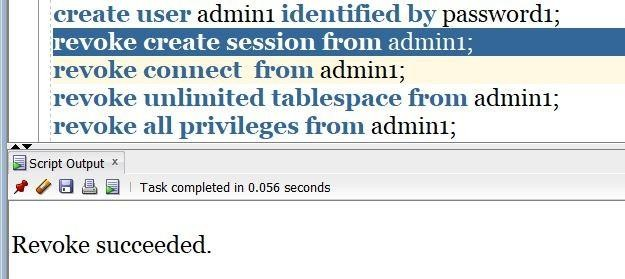 create user admin1 identified by password1;
revoke create session from admin1;
revoke connect  from admin1;
revoke unlimited tablespace from admin1;
revoke all privileges from admin1;
Script Output x
Task completed in 0.056 seconds
Revoke succeeded.